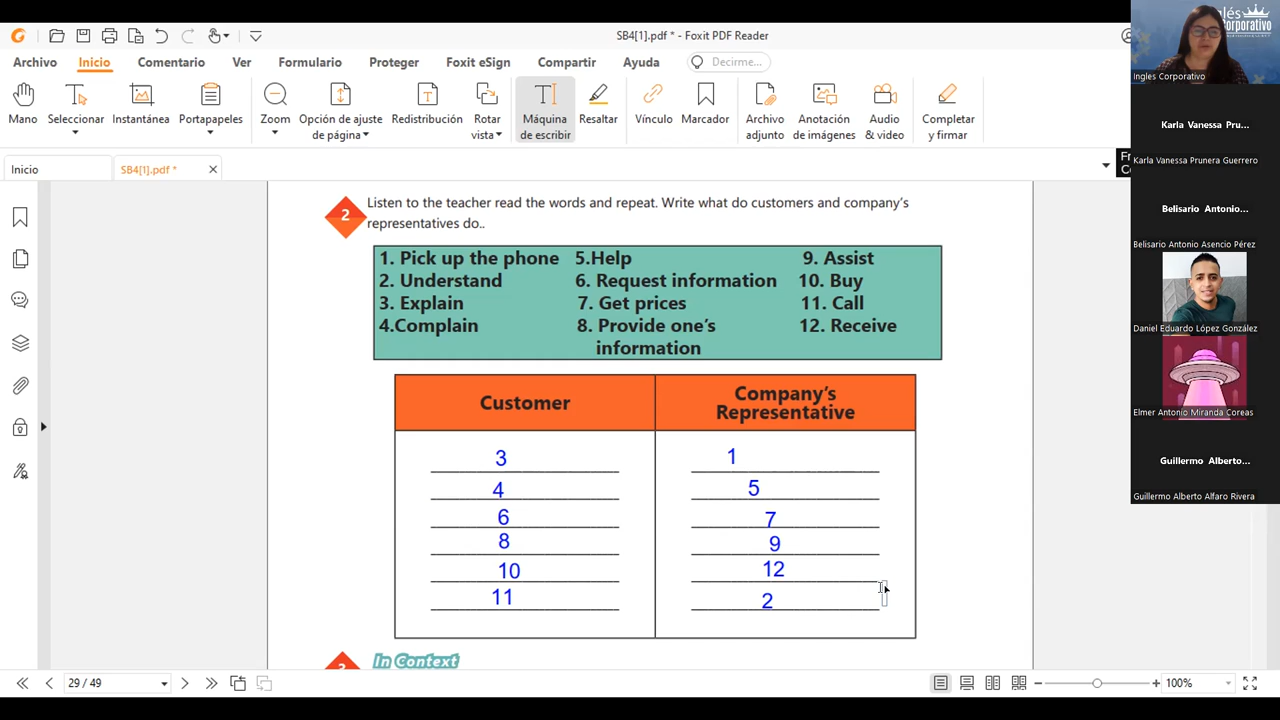 SB4[1].pdf * - Foxit PDF Reader
Archivo Inicio Comentario Ver Formulario Proteger Foxit eSign Compartir Ayuda Decirme...
Mano Seleccionar Instantánea Portapapeles Zoom Opción de ajuste de página Redistribución Rotar vista Máquina de escribir Resaltar Vínculo Marcador Archivo adjunto Anotación de imágenes Audio & video Completar y firmar
Inicio SB4[1].pdf *
2
Listen to the teacher read the words and repeat. Write what do customers and company's
representatives do..
1. Pick up the phone 5.Help 9. Assist
2. Understand 6. Request information 10. Buy
3. Explain 7. Get prices 11. Call
4.Complain 8. Provide one's 12. Receive
information
Customer
Company's
Representative
3 1
4 5
6 7
8 9
10 12
11 2
In Context
29 / 49
100%
Ingles Corporativo
Karla Vanessa Pru...
Karla Vanessa Prunera Guerrero
Belisario Antonio...
Belisario Antonio Asencio Pérez
Daniel Eduardo López González
Elmer Antonio Miranda Coreas
Guillermo Alberto...
Guillermo Alberto Alfaro Rivera